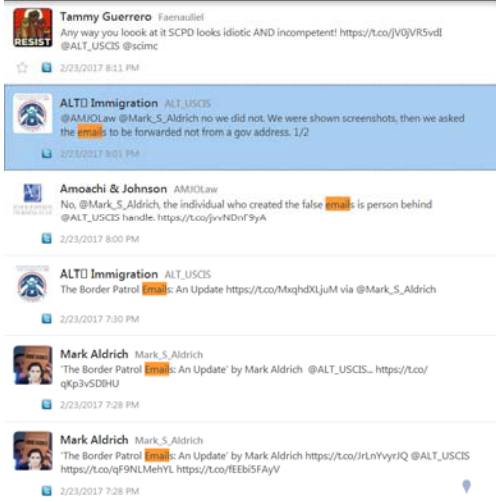 Tammy Guerrero Faenauliel
Any way you loook at it SCPD looks idiotic AND incompetent! https://t.co/jV0jVR5vdI
@ALT_USCIS @scimc
RESIST
2/23/2017 8:11 PM
ALT Immigration ALT_USCIS
@AMJOLaw @Mark_S_Aldrich no we did not. We were shown screenshots, then we asked
the emails to be forwarded not from a gov address. 1/2
2/23/2017 8:01 PM
Amoachi & Johnson AMJOLaw
No, @Mark_S_Aldrich, the individual who created the false emails is person behind
@ALT_USCIS handle. https://t.co/jvvNDnF9yA
2/23/2017 8:00 PM
ALT Immigration ALT_USCIS
The Border Patrol Emails: An Update https://t.co/MxqhdXLjuM via @Mark_S_Aldrich
2/23/2017 7:30 PM
Mark Aldrich Mark_S_Aldrich
'The Border Patrol Emails: An Update' by Mark Aldrich @ALT_USCIS... https://t.co/
qKp3vSDIHU
2/23/2017 7:28 PM
Mark Aldrich Mark_S_Aldrich
'The Border Patrol Emails: An Update' by Mark Aldrich https://t.co/JrLnYvyrJQ @ALT_USCIS
https://t.co/qF9NLMehYL https://t.co/fEEbi5FAyV
2/23/2017 7:28 PM